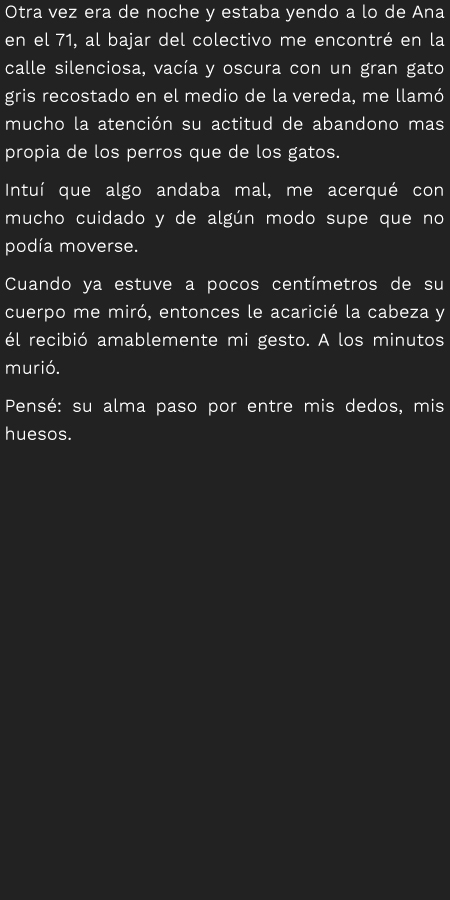 Otra vez era de noche y estaba yendo a lo de Ana
en el 71, al bajar del colectivo me encontré en la
calle silenciosa, vacía y oscura con un gran gato
gris recostado en el medio de la vereda, me llamó
mucho la atención su actitud de abandono mas
propia de los perros que de los gatos.
Intuí que algo andaba mal, me acerqué con
mucho cuidado y de algún modo supe que no
podía moverse.
Cuando ya estuve a pocos centímetros de su
cuerpo me miró, entonces le acaricié la cabeza y
él recibió amablemente mi gesto. A los minutos
murió.
Pensé: su alma paso por entre mis dedos, mis
huesos.